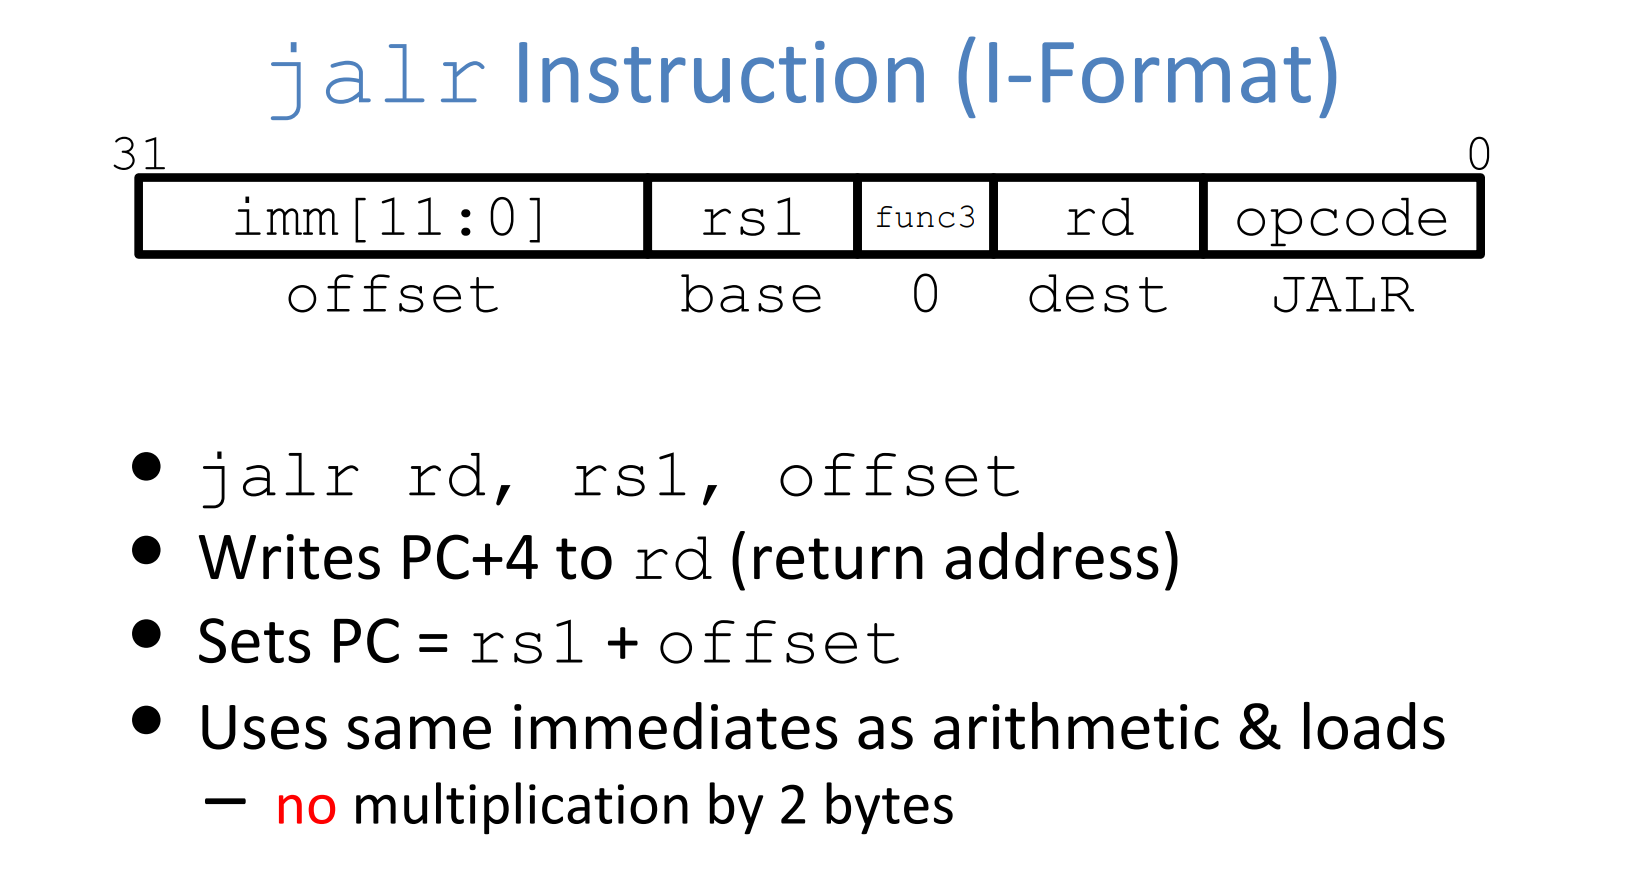 jalr Instruction (I-Format)
31 0
imm[11:0] rs1 func3 rd opcode
offset base 0 dest JALR
• jalr rd, rs1, offset
• Writes PC+4 to rd (return address)
• Sets PC = rs1 + offset
• Uses same immediates as arithmetic & loads
– no multiplication by 2 bytes